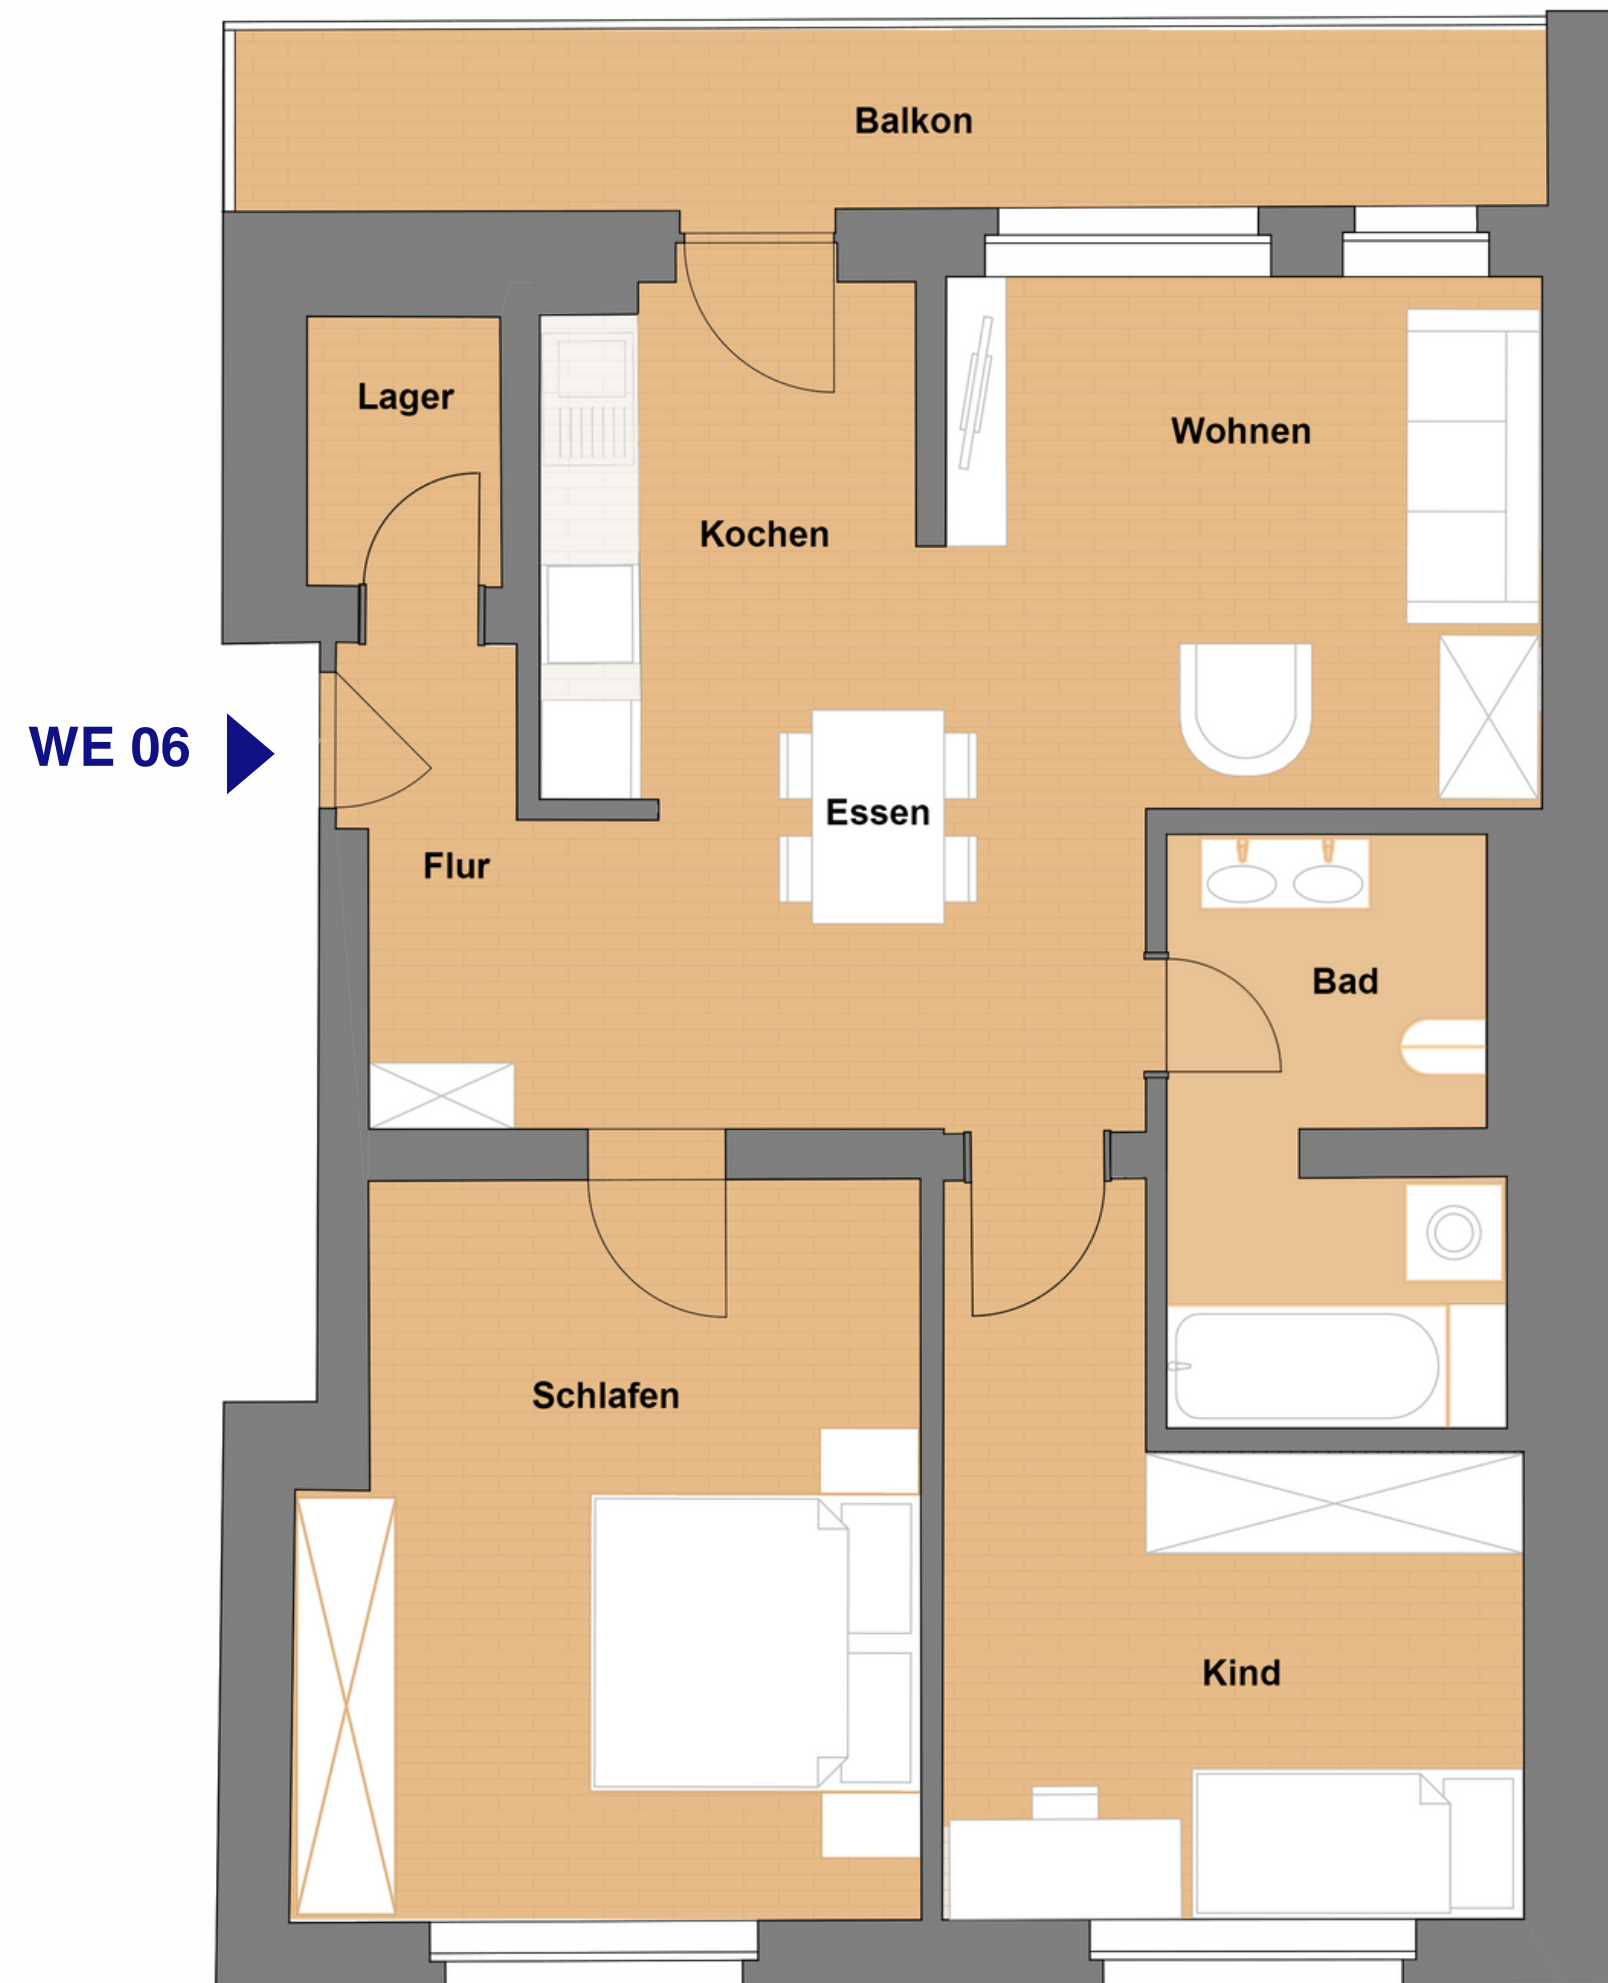 Balkon
Lager
Wohnen
Kochen
WE 06
Essen
Flur
Bad
Schlafen
Kind